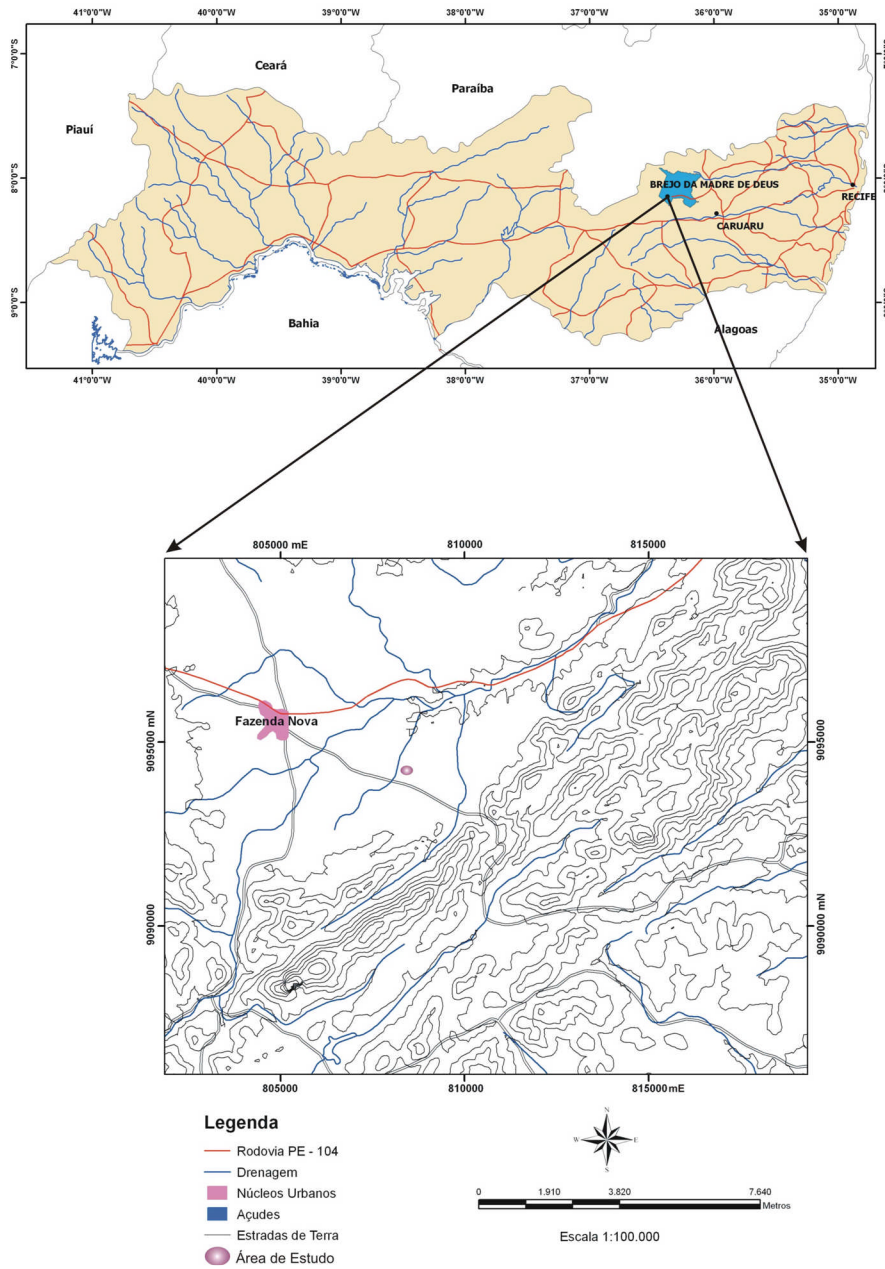 41°0'0"W 40°0'0"W 39°0'0"W 38°0'0"W 37°0'0"W 36°0'0"W 35°0'0"W
7°0'0"S
Ceará
Paraíba
Piauí
8°0'0"S
BREJO DA MADRE DE DEUS
RECIFE
CARUARU
9°0'0"S
Bahia
Alagoas
41°0'0"W 40°0'0"W 39°0'0"W 38°0'0"W 37°0'0"W 36°0'0"W 35°0'0"W
805000 mE 810000 815000
Fazenda Nova
9095000 mN
9095000
9090000
9090000 mN
805000 810000 815000mE
Legenda
Rodovia PE - 104
Drenagem
Núcleos Urbanos
Açudes
Estradas de Terra
Área de Estudo
N
W E
S
0 1.910 3.820 7.640
Metros
Escala 1:100.000